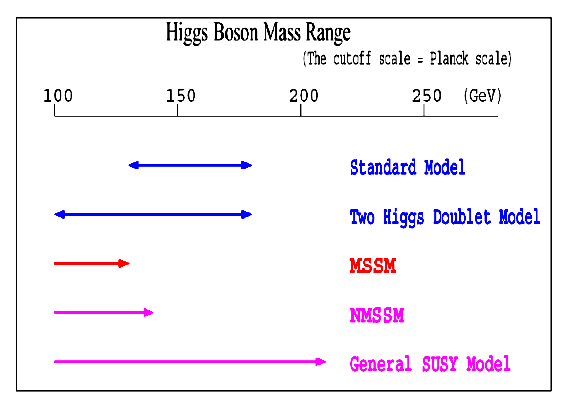 Higgs Boson Mass Range
(The cutoff scale = Planck scale)
100 150 200 250 (GeV)
Standard Model
Two Higgs Doublet Model
MSSM
NMSSM
General SUSY Model